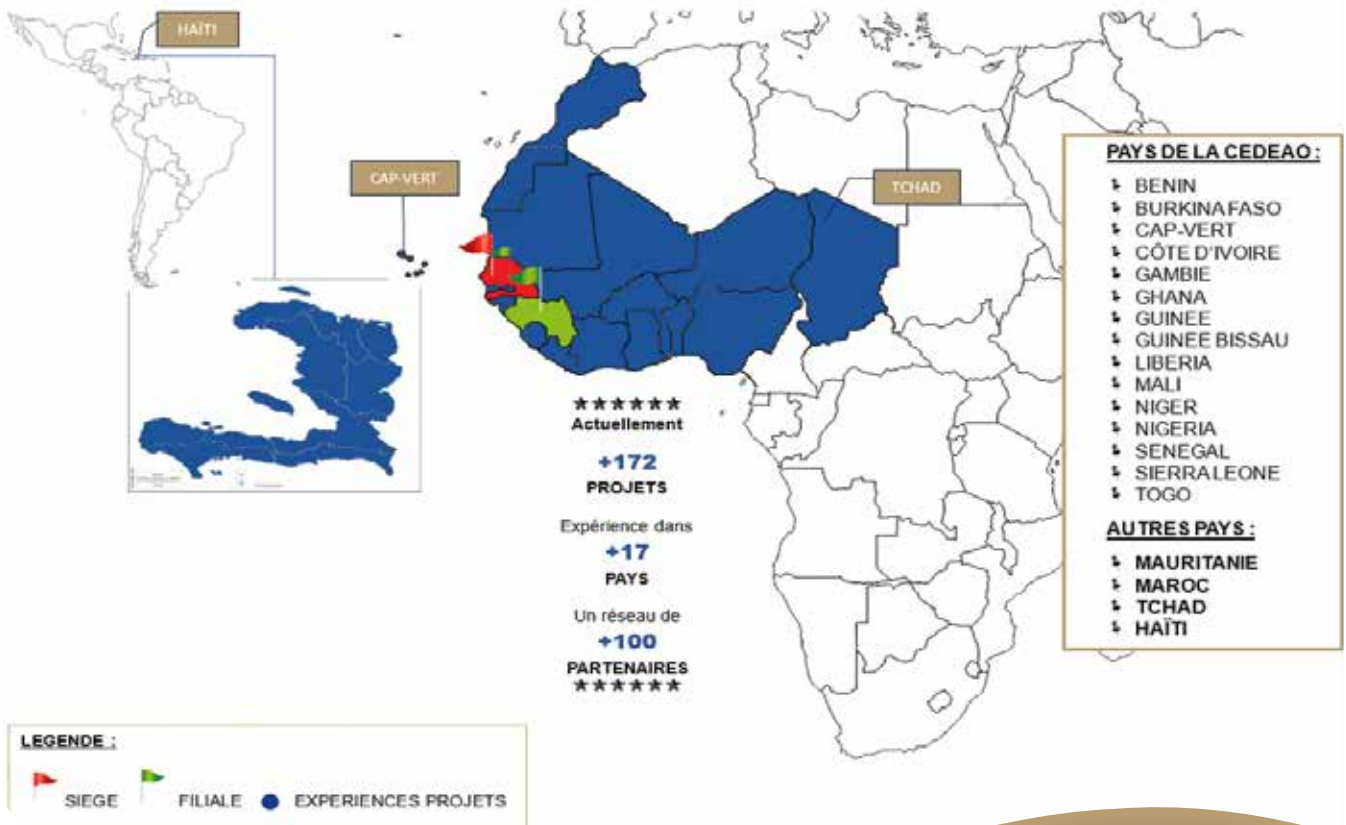 HAÏTI
CAP-VERT
TCHAD
PAYS DE LA CEDEAO :
BENIN
BURKINA FASO
CAP-VERT
CÔTE D'IVOIRE
GAMBIE
GHANA
GUINEE
GUINEE BISSAU
LIBERIA
MALI
NIGER
NIGERIA
SENEGAL
SIERRA LEONE
TOGO
AUTRES PAYS :
MAURITANIE
MAROC
TCHAD
HAÏTI
Actuellement
+172
PROJETS
Expérience dans
+17
PAYS
Un réseau de
+100
PARTENAIRES
LEGENDE :
SIEGE FILIALE EXPERIENCES PROJETS